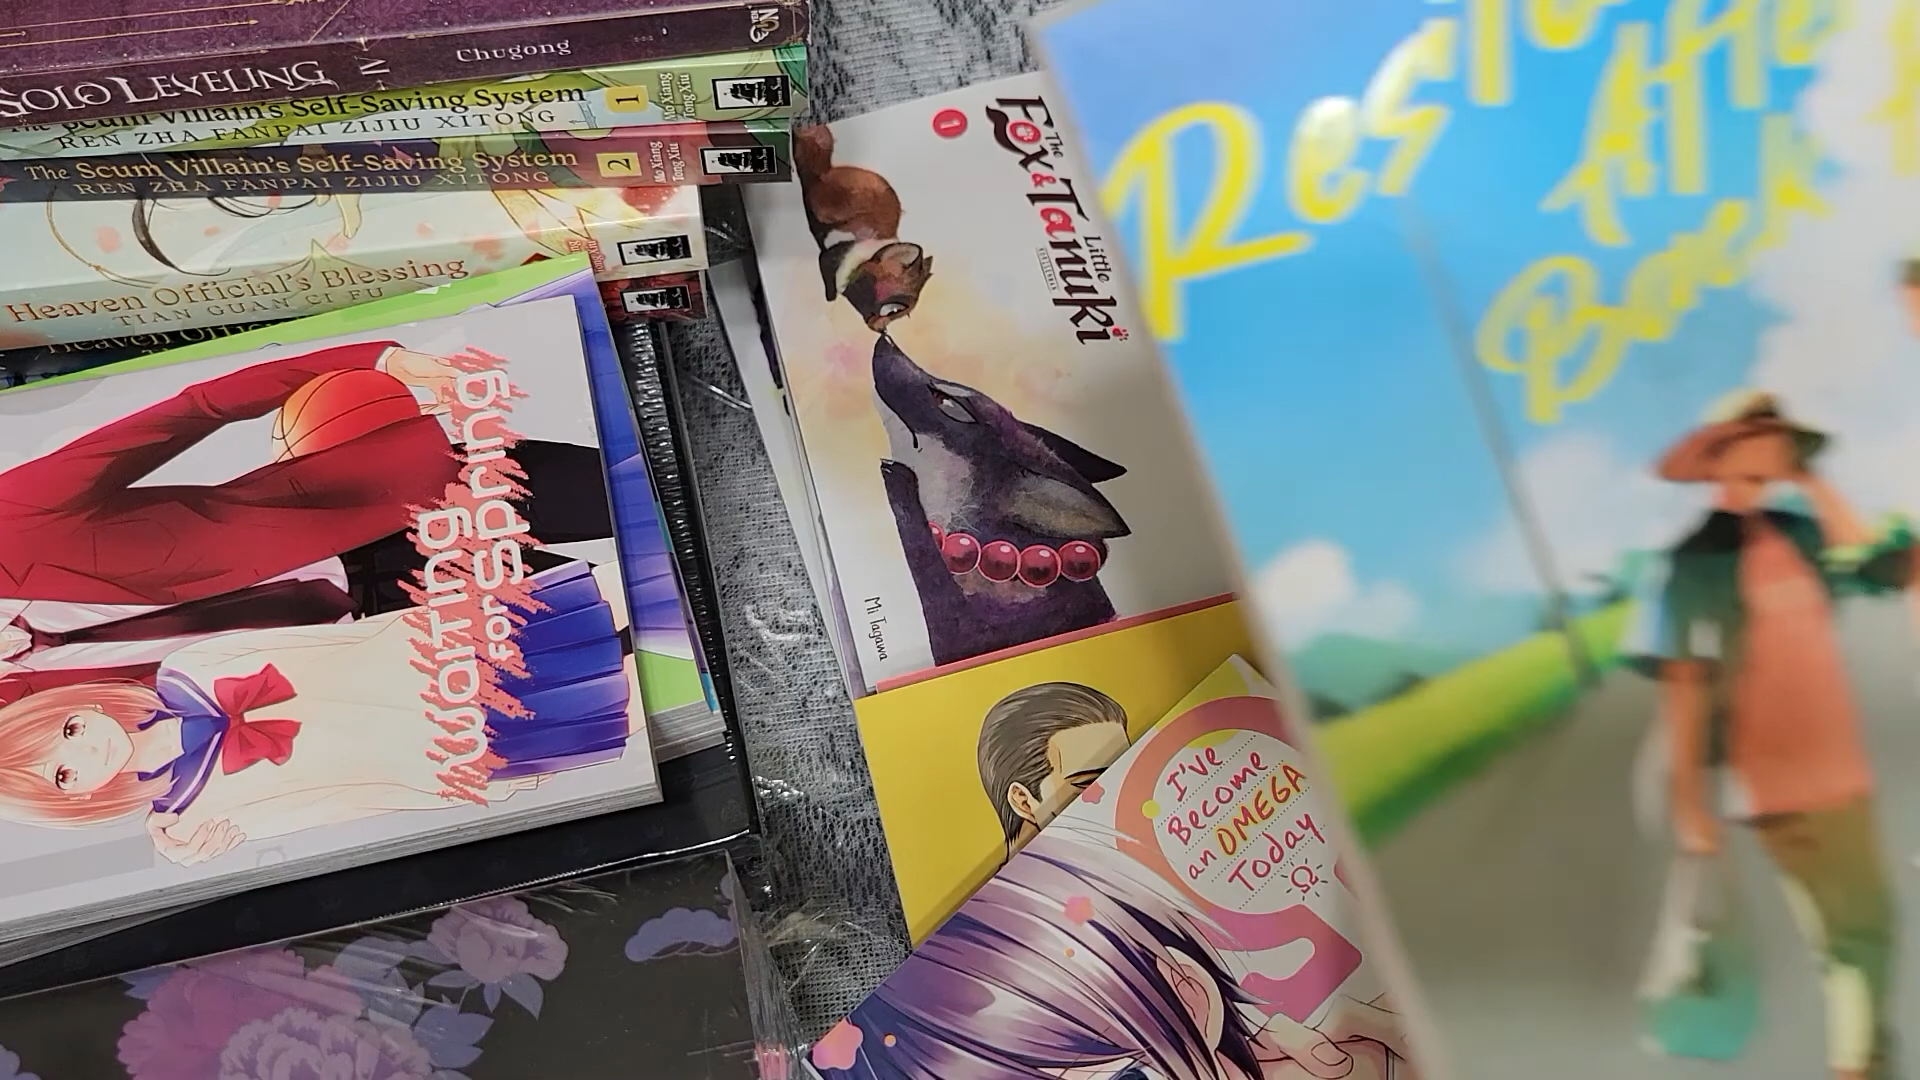 SOLO LEVELING IV Chugong
The Scum Villain's Self-Saving System 1 Mo Xiang Tong Xiu
REN ZHA FANPAI ZIJIU XITONG
The Scum Villain's Self-Saving System 2 Mo Xiang Tong Xiu
REN ZHA FANPAI ZIJIU XITONG
Heaven Official's Blessing
TIAN GUAN CI FU
Heaven
waiting
for spring
1
The
Fox &
Little
Tanuki
Mi Tagawa
I've
Become
an OMEGA
Today
Ω
After